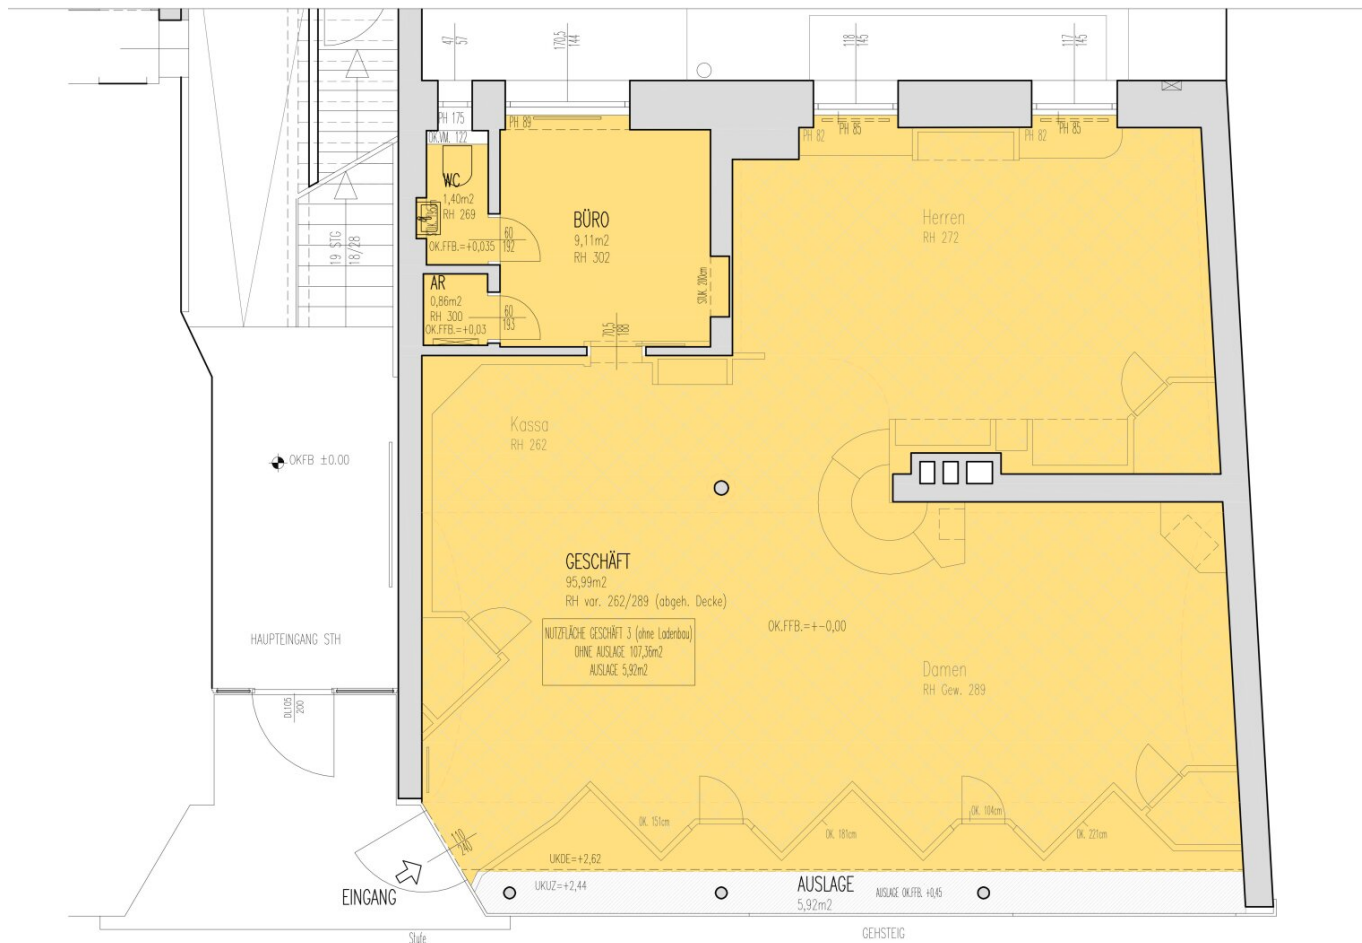 47
57
170,5
144
118
145
117
145
PH 175
OK.VM. 122
PH 89
PH 82
PH 85
PH 82
PH 85
WC
1,40m2
RH 269
OK.FFB.=+0,035
60
192
BÜRO
9,11m2
RH 302
Herren
RH 272
19 STG
18/28
AR
0,86m2
RH 300
OK.FFB.=+0,03
60
193
STUK. 200cm
70,5
188
Kassa
RH 262
OKFB ±0.00
GESCHÄFT
95,99m2
RH var. 262/289 (abgeh. Decke)
NUTZFLÄCHE GESCHÄFT 3 (ohne Ladenbau)
OHNE AUSLAGE 107,36m2
AUSLAGE 5,92m2
OK.FFB.=+-0,00
HAUPTEINGANG STH
Damen
RH Gew. 289
DL105
200
OK. 151cm
OK. 181cm
OK. 104cm
OK. 221cm
110
240
UKDE=+2,62
UKUZ=+2,44
EINGANG
AUSLAGE
5,92m2
AUSLAGE OK.FFB. +0,45
Stufe
GEHSTEIG